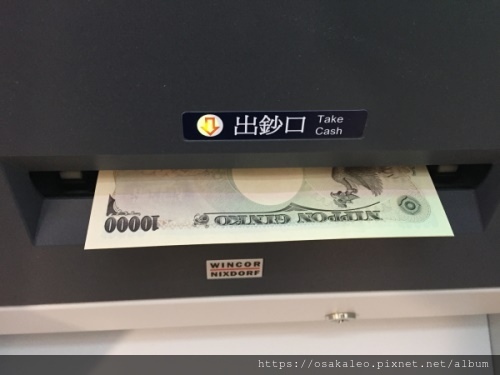 出鈔口
Take
Cash
NIPPON GINKO
10000
WINCOR
NIXDORF
https://osakaleo.pixnet.net/album